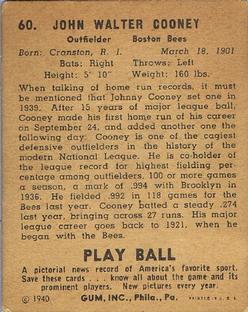 60. JOHN WALTER COONEY
Outfielder Boston Bees
Born: Cranston, R. I. March 18, 1901
Bats: Right Throws: Left
Height: 5' 10" Weight: 160 lbs.
When talking of home run records, it must
be mentioned that Johnny Cooney set one in
1939. After 15 years of major league ball,
Cooney made his first home run of his career
on September 24, and added another one the
following day. Cooney is one of the cagiest
defensive outfielders in the history of the
modern National League. He is co-holder of
the league record for highest fielding per-
centage among outfielders, 100 or more games
a season, a mark of .994 with Brooklyn in
1936. He fielded .992 in 118 games for the
Bees last year. Cooney batted a steady .274
last year, bringing across 27 runs. His major
league career goes back to 1921, when he
began with the Bees.
PLAY BALL
A pictorial news record of America's favorite sport.
Save these cards . . . know all about the game and its
prominent players. New pictures every year.
© 1940 GUM, INC., Phila., Pa. PRINTED IN U. S. A.